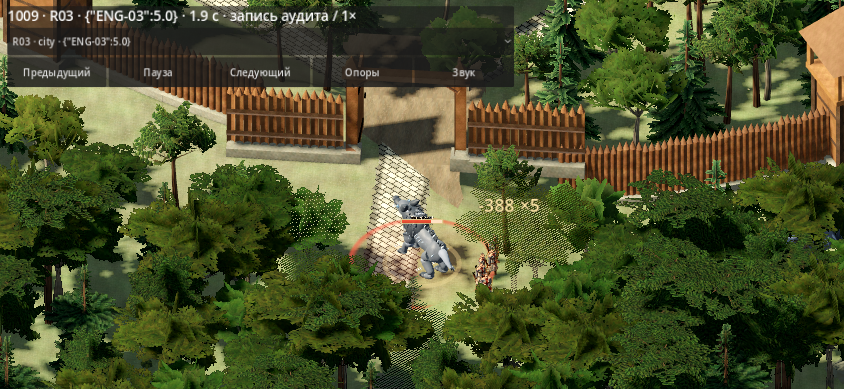 1009 · R03 · {"ENG-03":5.0} · 1.9 с · запись аудита / 1×
R03 · city · {"ENG-03":5.0}
Предыдущий Пауза Следующий Опоры Звук
388 ×5